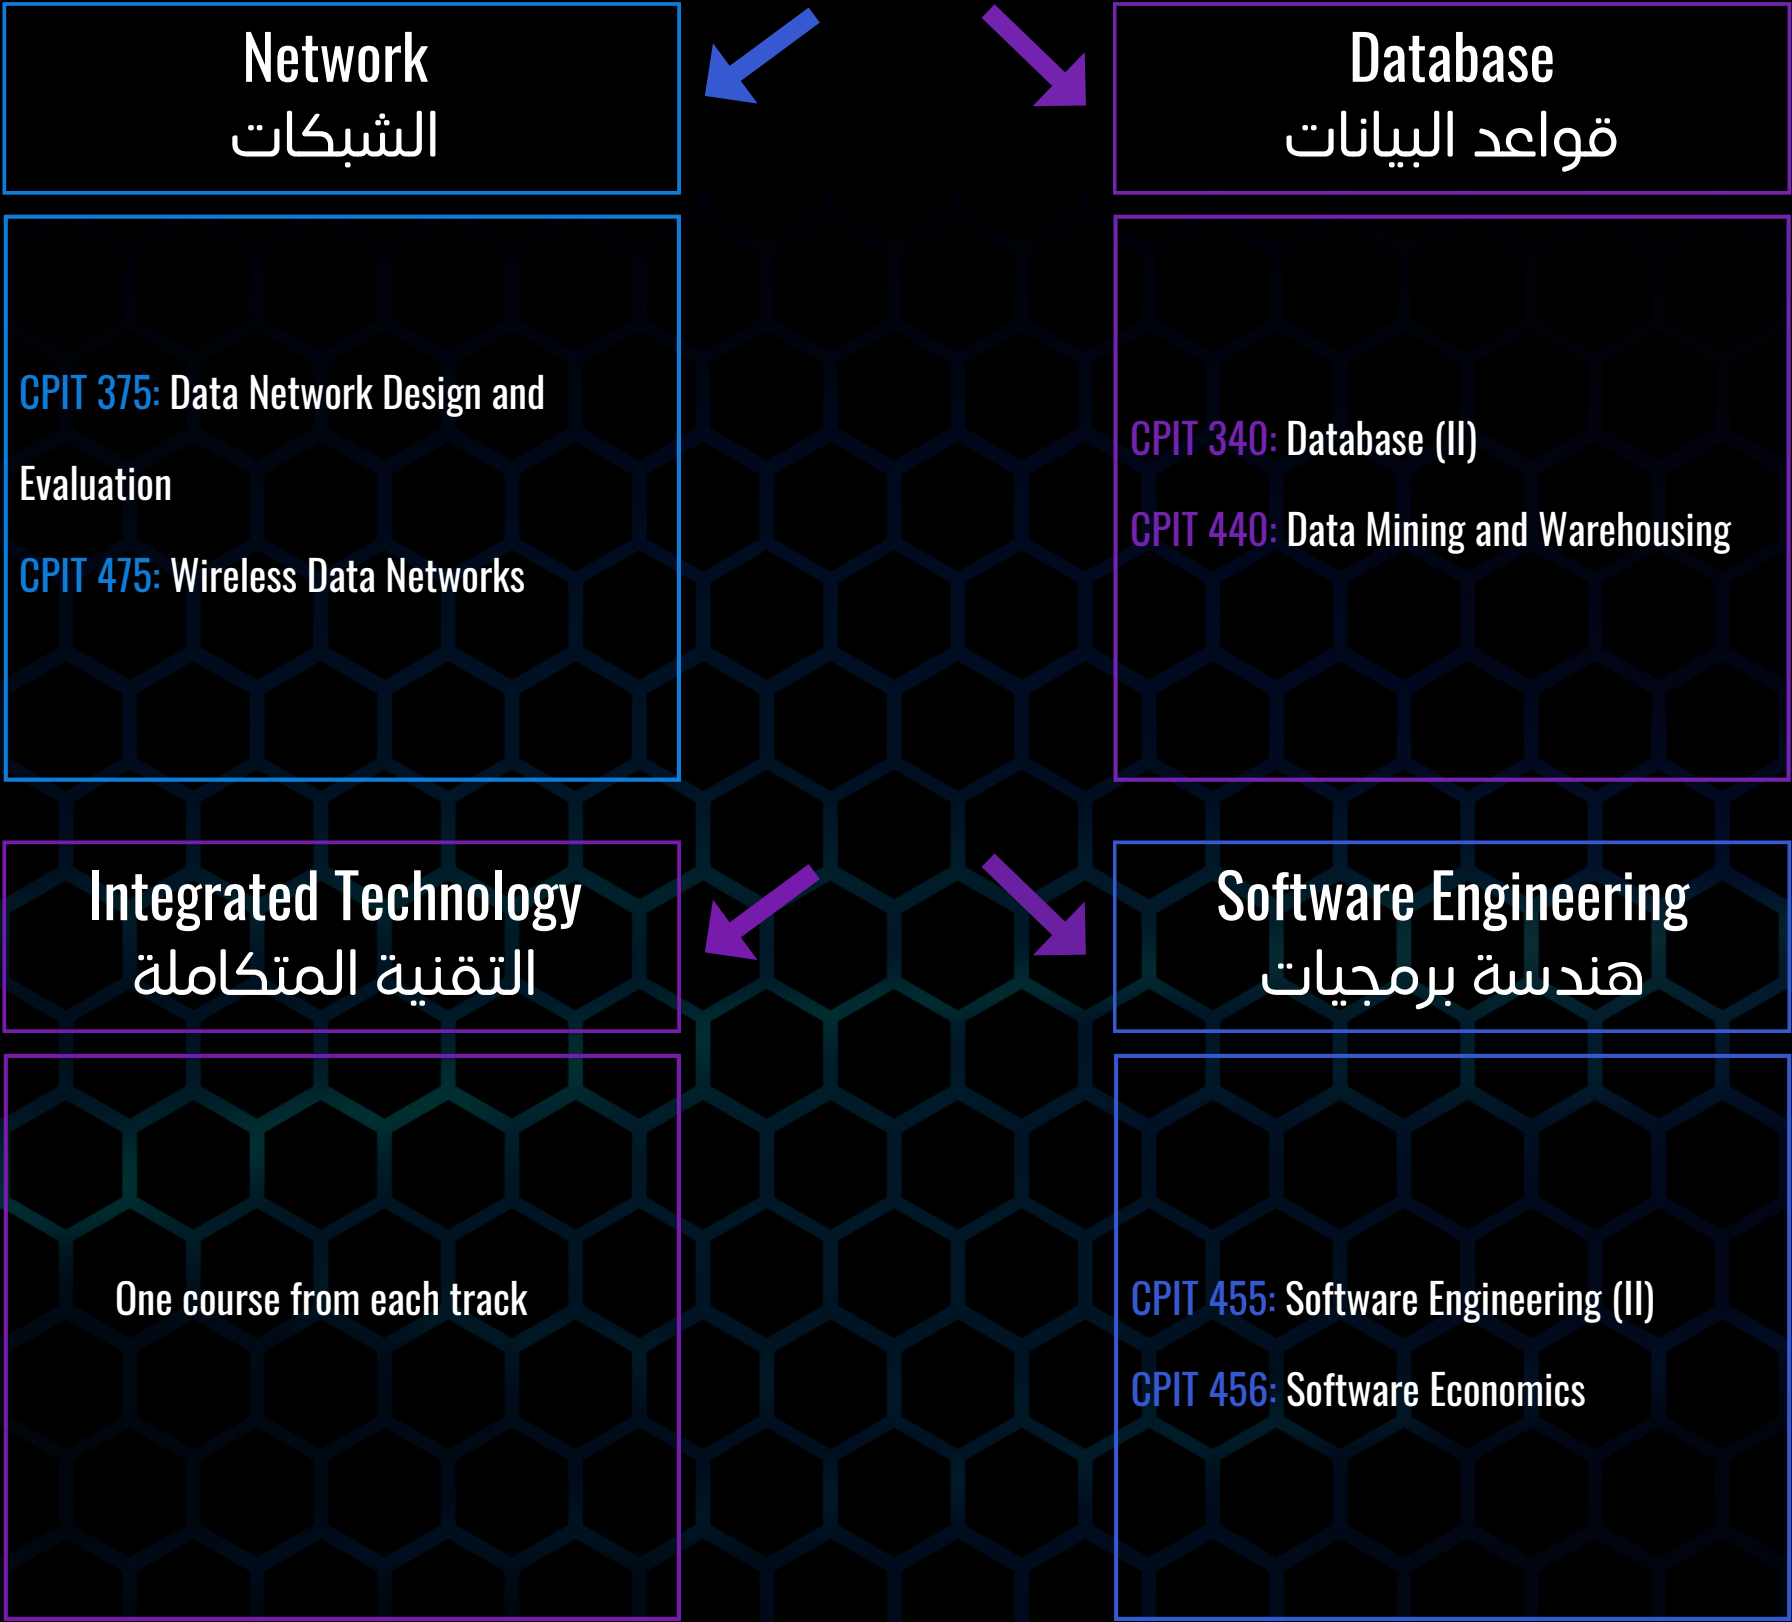 Network
الشبكات
CPIT 375: Data Network Design and
Evaluation
CPIT 475: Wireless Data Networks
Database
قواعد البيانات
CPIT 340: Database (II)
CPIT 440: Data Mining and Warehousing
Integrated Technology
التقنية المتكاملة
One course from each track
Software Engineering
هندسة برمجيات
CPIT 455: Software Engineering (II)
CPIT 456: Software Economics